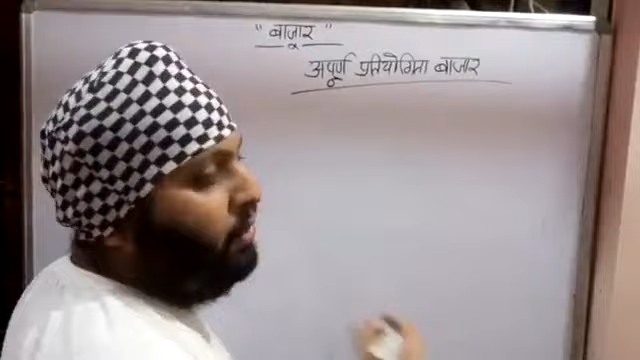 " बाजार "
अपूर्ण प्रतियोगिता बाजार